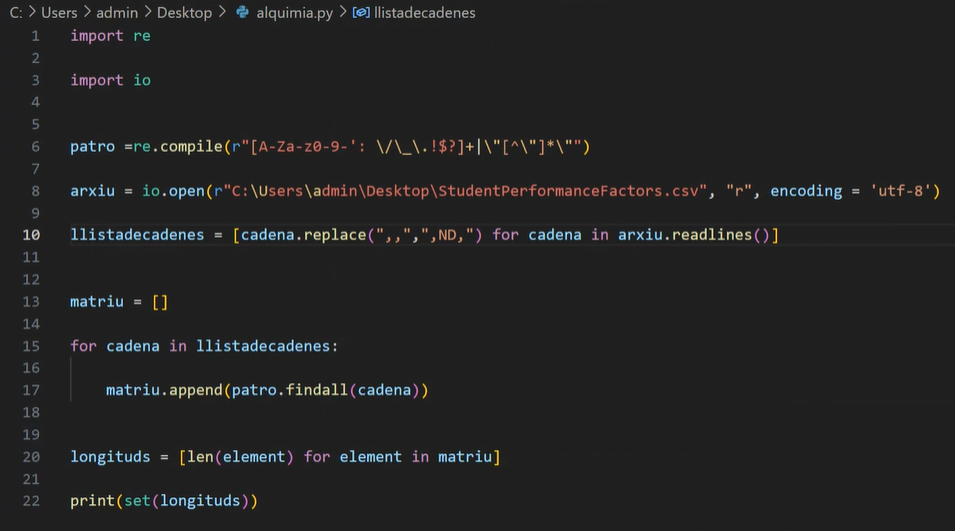 C: > Users > admin > Desktop > alquimia.py > llistadecadenes
1 import re
2
3 import io
4
5
6 patro =re.compile(r"[A-Za-z0-9-': \/\_\.!$?]+|\"[^\"]*\"")
7
8 arxiu = io.open(r"C:\Users\admin\Desktop\StudentPerformanceFactors.csv", "r", encoding = 'utf-8')
9
10 llistadecadenes = [cadena.replace(",,",",ND,") for cadena in arxiu.readlines()]
11
12
13 matriu = []
14
15 for cadena in llistadecadenes:
16
17     matriu.append(patro.findall(cadena))
18
19
20 longituds = [len(element) for element in matriu]
21
22 print(set(longituds))